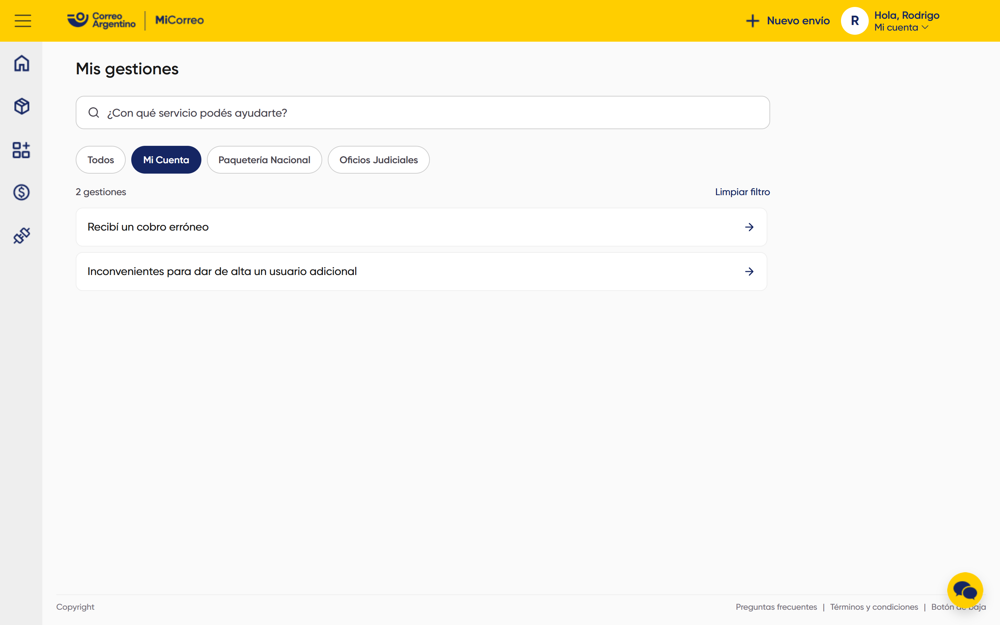 Correo
Argentino
MiCorreo
Nuevo envío
R
Hola, Rodrigo
Mi cuenta
Mis gestiones
¿Con qué servicio podés ayudarte?
Todos
Mi Cuenta
Paquetería Nacional
Oficios Judiciales
2 gestiones
Limpiar filtro
Recibí un cobro erróneo
Inconvenientes para dar de alta un usuario adicional
Copyright
Preguntas frecuentes | Términos y condiciones | Botón de baja